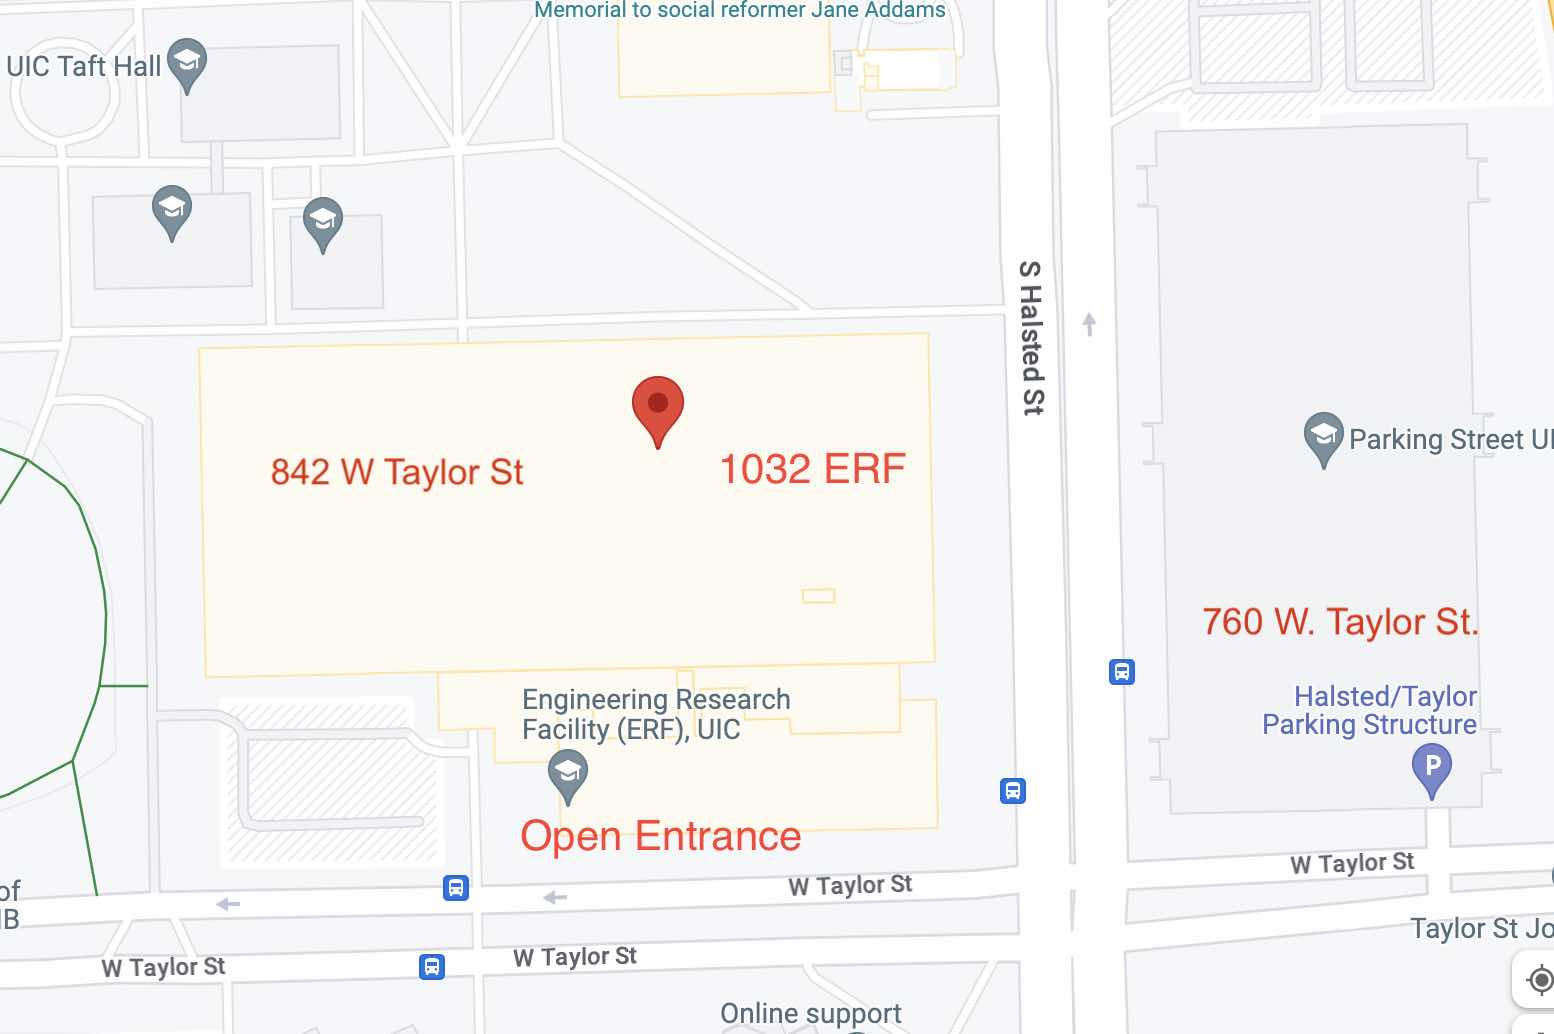 Memorial to social reformer Jane Addams
UIC Taft Hall
S Halsted St
Parking Street UI
842 W Taylor St
1032 ERF
760 W. Taylor St.
Engineering Research
Facility (ERF), UIC
Halsted/Taylor
Parking Structure
P
Open Entrance
W Taylor St
W Taylor St
of
IB
Taylor St Jo
W Taylor St
W Taylor St
Online support